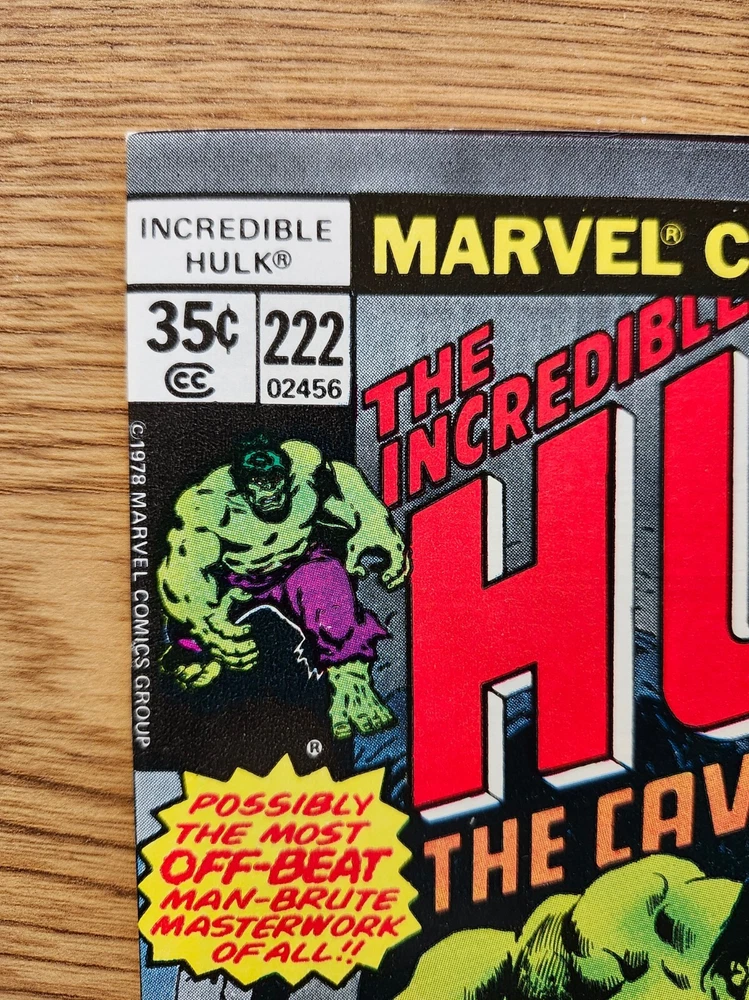 INCREDIBLE
HULK®
MARVEL® C
35¢
CC
222
02456
THE
INCREDIBLE
HU
©1978 MARVEL COMICS GROUP
®
THE CAV
POSSIBLY
THE MOST
OFF-BEAT
MAN-BRUTE
MASTERWORK
OF ALL!!